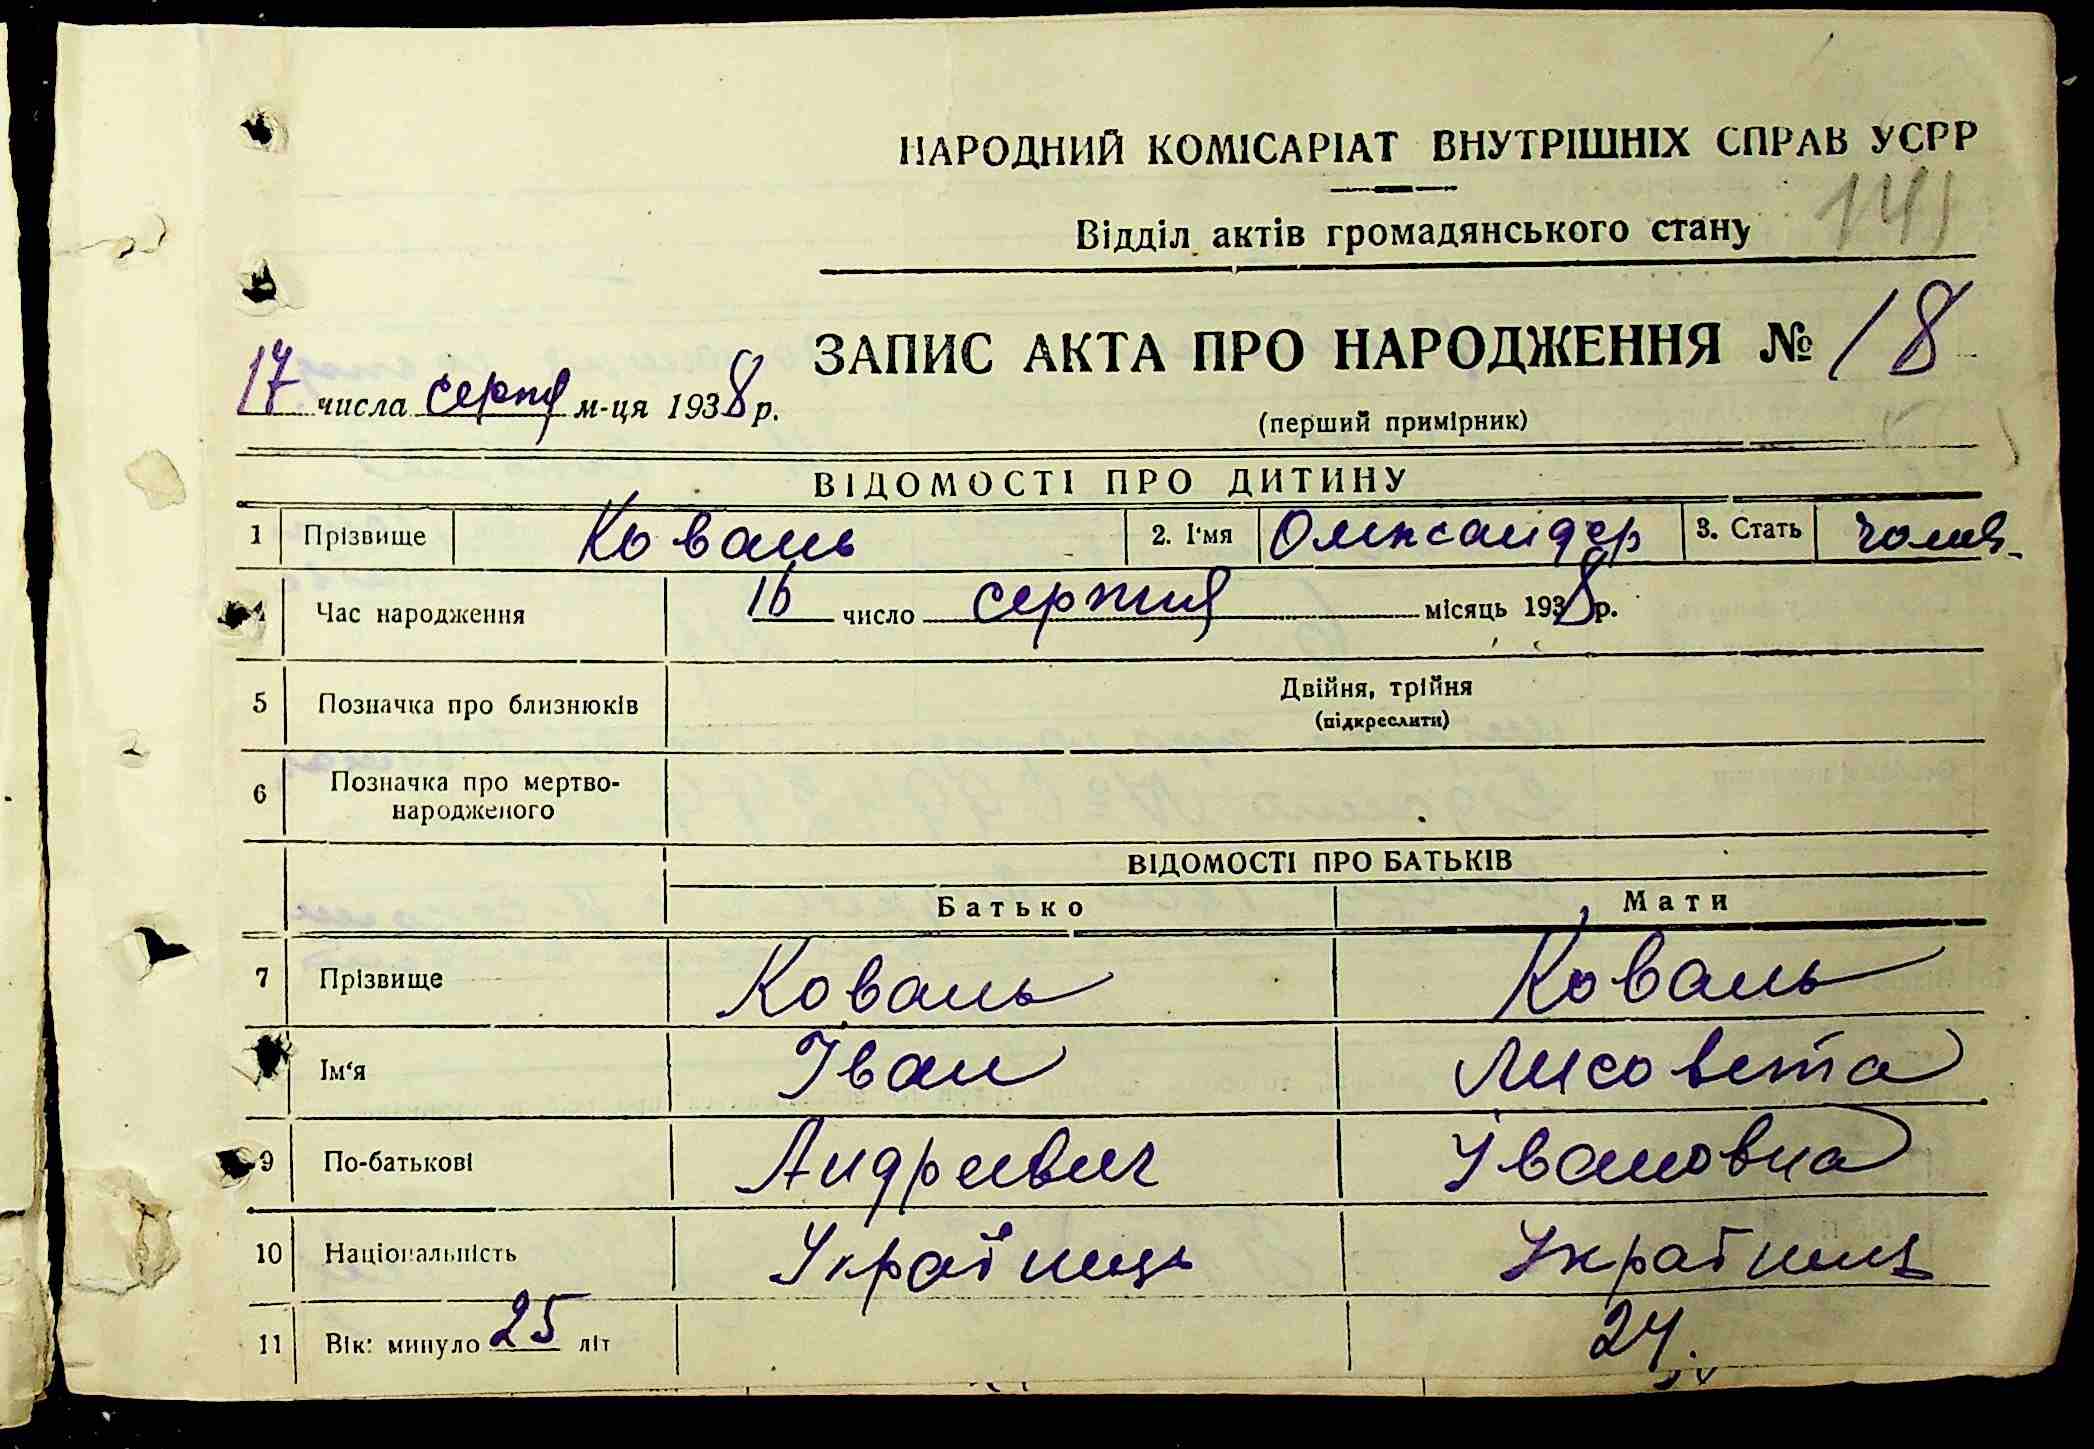 НАРОДНИЙ КОМІСАРІАТ ВНУТРІШНІХ СПРАВ УСРР
141
Відділ актів громадянського стану
ЗАПИС АКТА ПРО НАРОДЖЕННЯ № 18
17 числа серпня м-ця 1938 р.
(перший примірник)
ВІДОМОСТІ ПРО ДИТИНУ
1 Прізвище Коваль 2. І'мя Олександер 3. Стать чолов.
4 Час народження 16 число серпня місяць 1938 р.
5 Позначка про близнюків Двійня, трійня
(підкреслити)
6 Позначка про мертво-
народженого
ВІДОМОСТІ ПРО БАТЬКІВ
Батько Мати
7 Прізвище Коваль Коваль
Ім'я Іван Лисовета
9 По-батькові Андреевич Івановна
10 Національність Українець Украінец
11 Вік: минуло 25 літ 24.